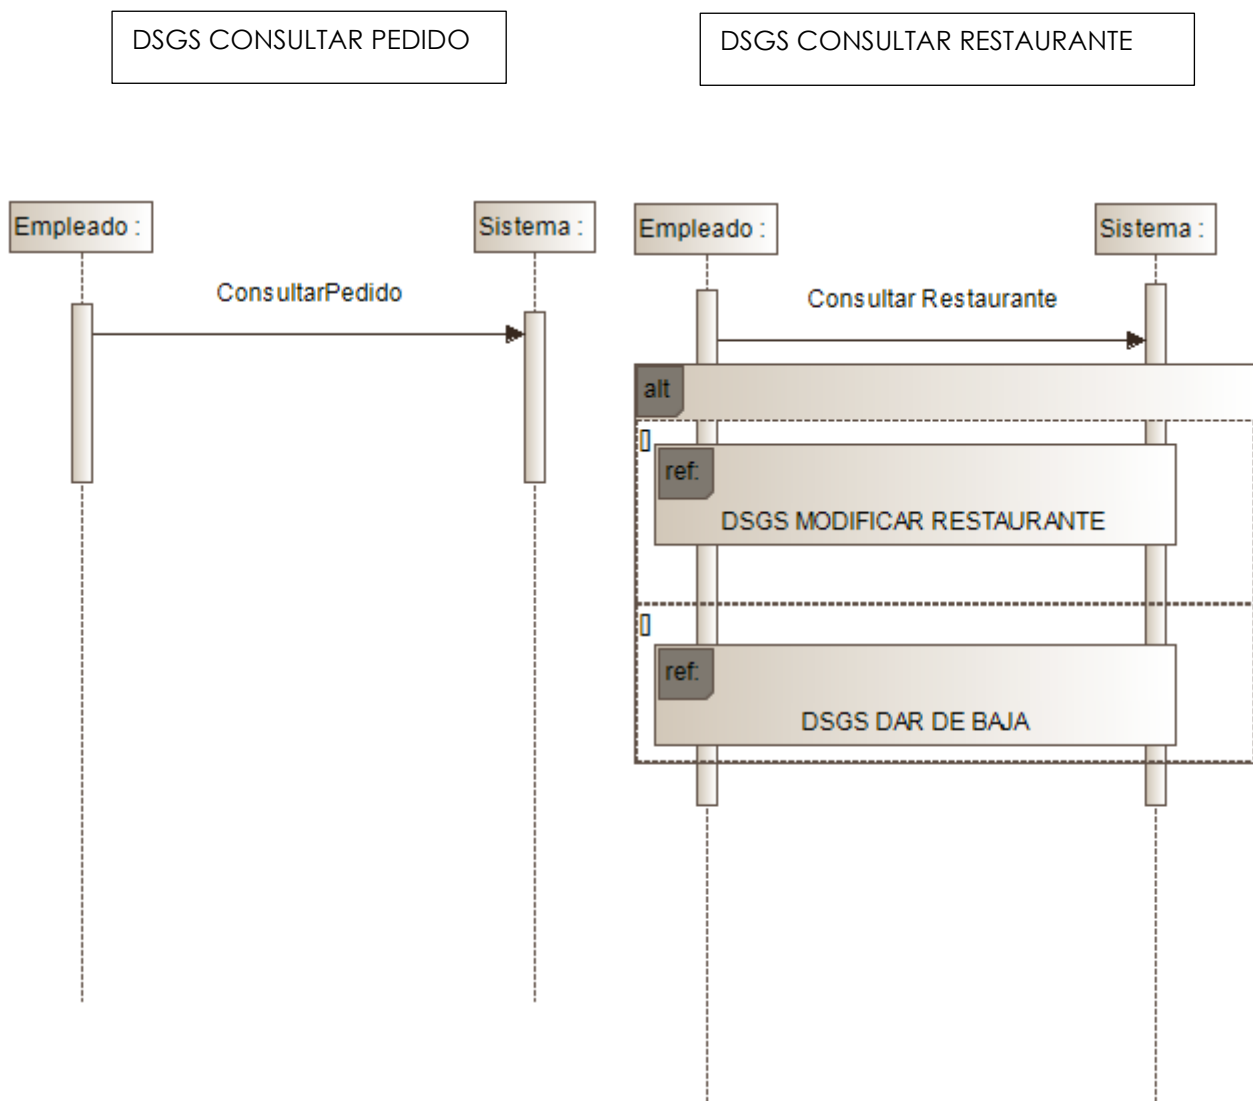 DSGS CONSULTAR PEDIDO
Empleado :
Sistema :
ConsultarPedido
DSGS CONSULTAR RESTAURANTE
Empleado :
Sistema :
Consultar Restaurante
alt
[]
ref:
DSGS MODIFICAR RESTAURANTE
[]
ref:
DSGS DAR DE BAJA